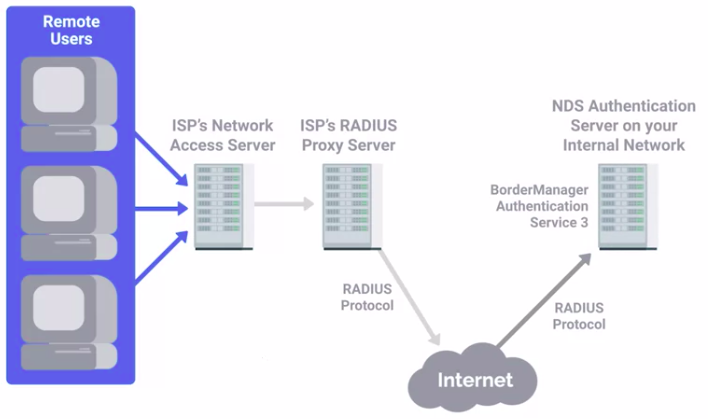 Remote
Users
ISP's Network
Access Server
ISP's RADIUS
Proxy Server
NDS Authentication
Server on your
Internal Network
BorderManager
Authentication
Service 3
RADIUS
Protocol
RADIUS
Protocol
Internet